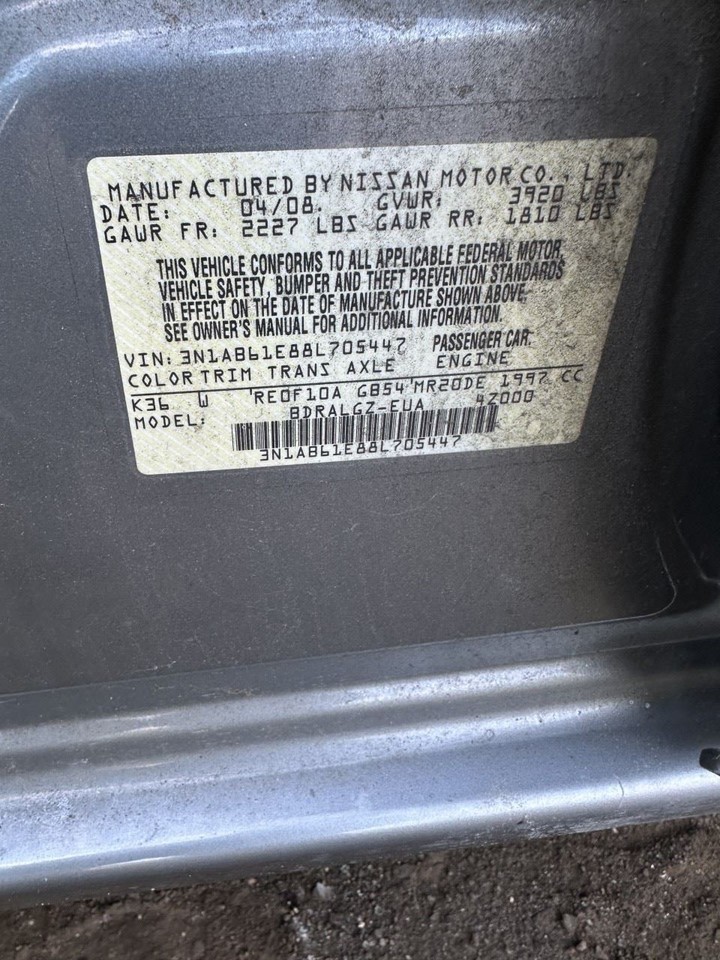 MANUFACTURED BY NISSAN MOTOR CO., LTD.
DATE: 04/08. GVWR: 3920 LBS
GAWR FR: 2227 LBS GAWR RR: 1810 LBS
THIS VEHICLE CONFORMS TO ALL APPLICABLE FEDERAL MOTOR
VEHICLE SAFETY, BUMPER AND THEFT PREVENTION STANDARDS
IN EFFECT ON THE DATE OF MANUFACTURE SHOWN ABOVE.
SEE OWNER'S MANUAL FOR ADDITIONAL INFORMATION.
VIN: 3N1AB61E88L705447 PASSENGER CAR
COLOR TRIM TRANS AXLE ENGINE
K36 W RE0F10A GB54 MR20DE 1997 CC
MODEL: BDRALGZ-EUA 4Z000
3N1AB61E88L705447